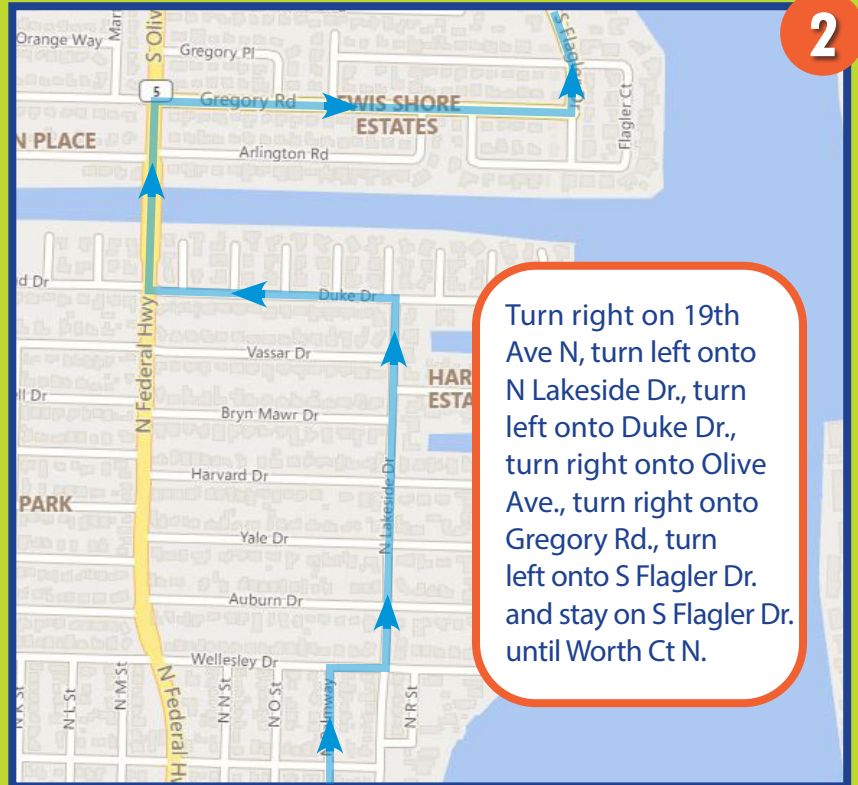 2
Orange Way
Mar
S Oliv
Gregory Pl
S Flagler Dr
5
Gregory Rd
EWIS SHORE
ESTATES
Flagler Ct
N PLACE
Arlington Rd
d Dr
Duke Dr
N Federal Hwy
Vassar Dr
HAR
ESTA
ll Dr
Bryn Mawr Dr
Harvard Dr
PARK
N Lakeside Dr
Yale Dr
Auburn Dr
Wellesley Dr
N K St
N L St
N M St
N Federal Hw
N N St
N O St
N Palmway
N R St
Turn right on 19th
Ave N, turn left onto
N Lakeside Dr., turn
left onto Duke Dr.,
turn right onto Olive
Ave., turn right onto
Gregory Rd., turn
left onto S Flagler Dr.
and stay on S Flagler Dr.
until Worth Ct N.